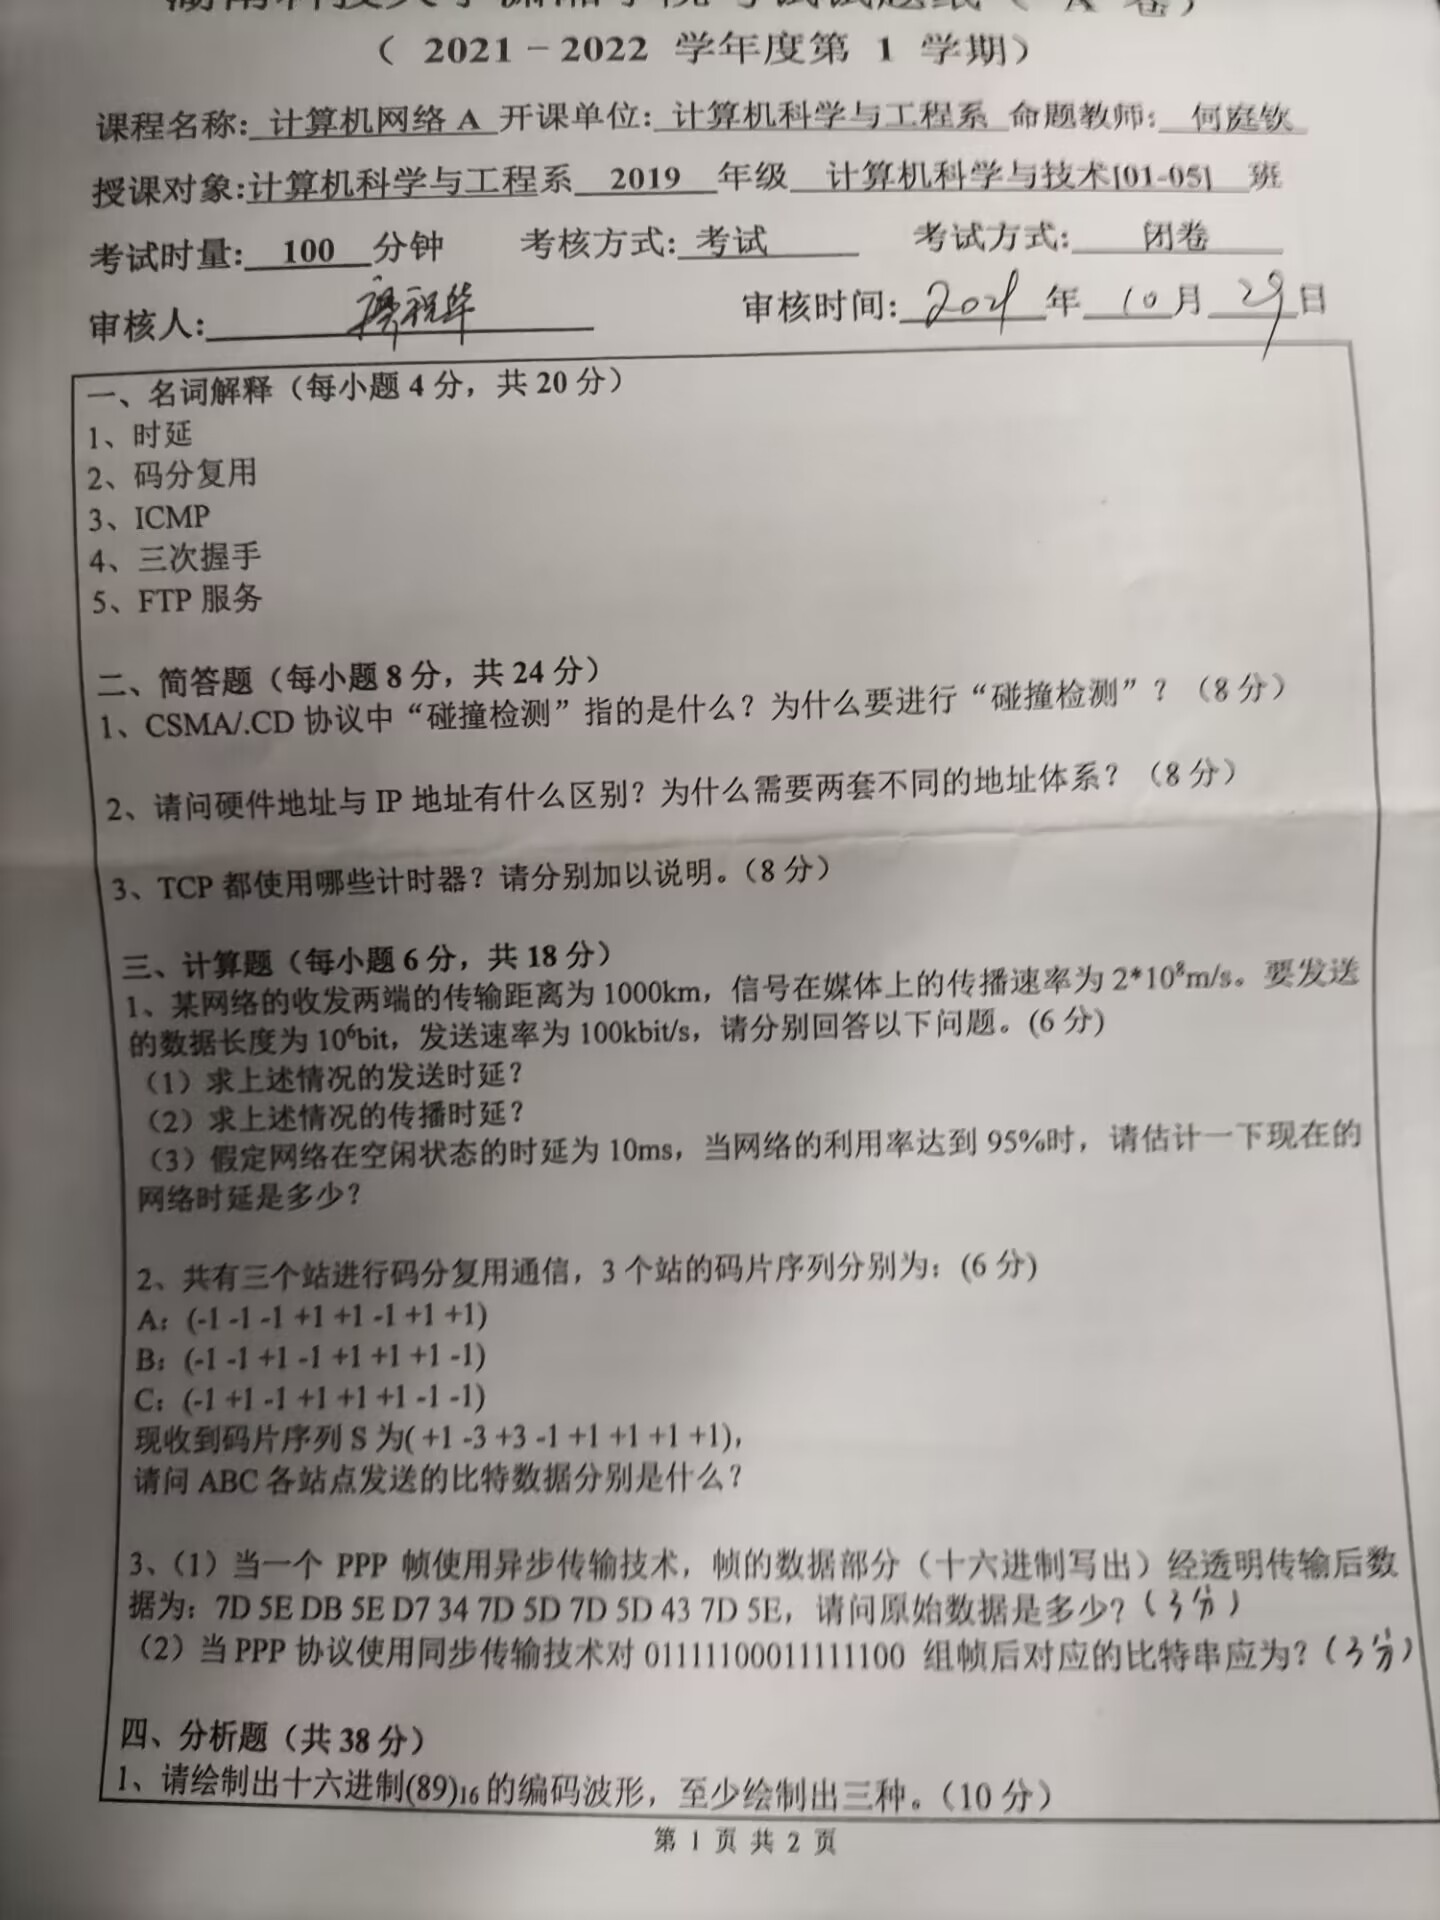 湖南科技大学潇湘学院考试试题纸（ A 卷）
（ 2021－2022 学年度第 1 学期）
课程名称: 计算机网络 A 开课单位: 计算机科学与工程系 命题教师: 何庭钦
授课对象:计算机科学与工程系 2019 年级 计算机科学与技术[01-05] 班
考试时量: 100 分钟 考核方式: 考试 考试方式: 闭卷
审核人: 审核时间: 2021 年 10 月 29 日
一、名词解释（每小题 4 分，共 20 分）
1、时延
2、码分复用
3、ICMP
4、三次握手
5、FTP 服务
二、简答题（每小题 8 分，共 24 分）
1、CSMA/.CD 协议中“碰撞检测”指的是什么？为什么要进行“碰撞检测”？（8 分）
2、请问硬件地址与 IP 地址有什么区别？为什么需要两套不同的地址体系？（8 分）
3、TCP 都使用哪些计时器？请分别加以说明。（8 分）
三、计算题（每小题 6 分，共 18 分）
1、某网络的收发两端的传输距离为 1000km，信号在媒体上的传播速率为 2*10⁸m/s。要发送
的数据长度为 10⁶bit，发送速率为 100kbit/s，请分别回答以下问题。(6 分)
（1）求上述情况的发送时延？
（2）求上述情况的传播时延？
（3）假定网络在空闲状态的时延为 10ms，当网络的利用率达到 95%时，请估计一下现在的
网络时延是多少？
2、共有三个站进行码分复用通信，3 个站的码片序列分别为：(6 分)
A：(-1 -1 -1 +1 +1 -1 +1 +1)
B：(-1 -1 +1 -1 +1 +1 +1 -1)
C：(-1 +1 -1 +1 +1 +1 -1 -1)
现收到码片序列 S 为( +1 -3 +3 -1 +1 +1 +1 +1)，
请问 ABC 各站点发送的比特数据分别是什么？
3、（1）当一个 PPP 帧使用异步传输技术，帧的数据部分（十六进制写出）经透明传输后数
据为：7D 5E DB 5E D7 34 7D 5D 7D 5D 43 7D 5E，请问原始数据是多少？（3分）
（2）当 PPP 协议使用同步传输技术对 01111100011111100 组帧后对应的比特串应为？（3分）
四、分析题（共 38 分）
1、请绘制出十六进制(89)₁₆ 的编码波形，至少绘制出三种。（10 分）
第 1 页 共 2 页